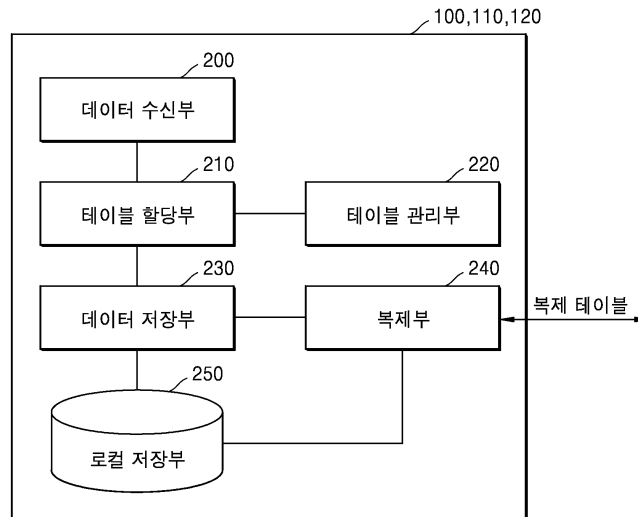 100,110,120
200
데이터 수신부
210
테이블 할당부
220
테이블 관리부
230
데이터 저장부
240
복제부
복제 테이블
250
로컬 저장부